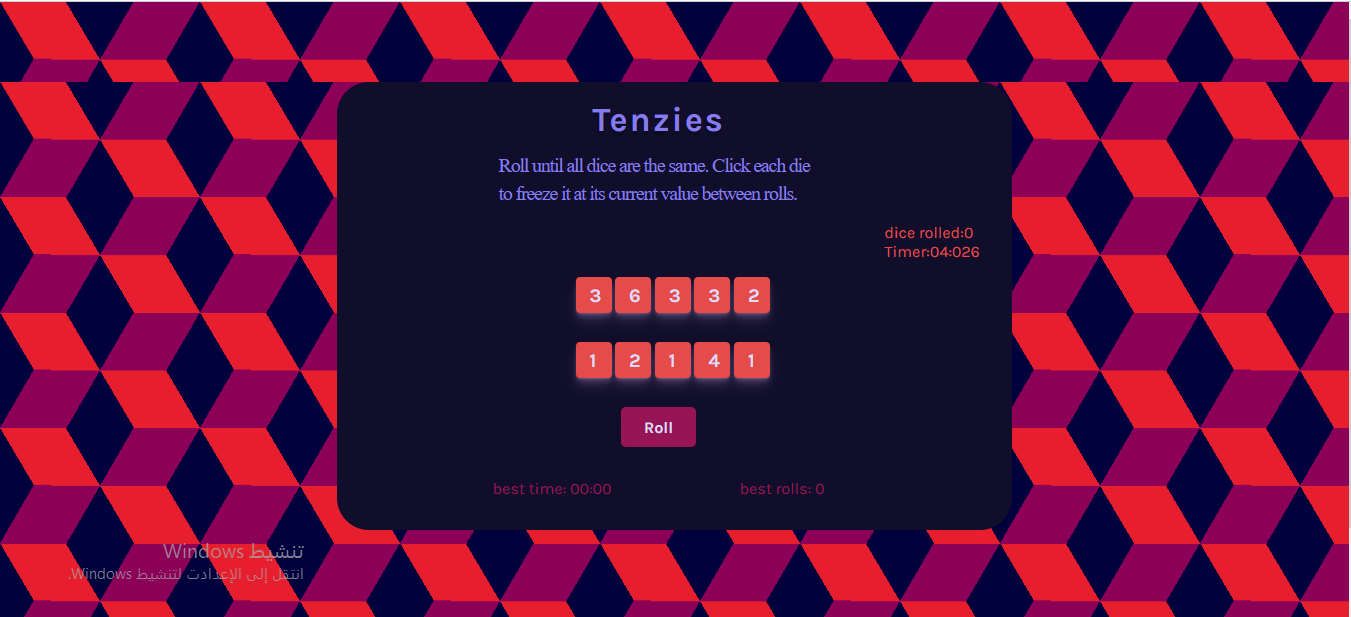 Tenzies
Roll until all dice are the same. Click each die
to freeze it at its current value between rolls.
dice rolled:0
Timer:04:026
3 6 3 3 2
1 2 1 4 1
Roll
best time: 00:00 best rolls: 0
تنشيط Windows
انتقل إلى الإعدادت لتنشيط Windows.